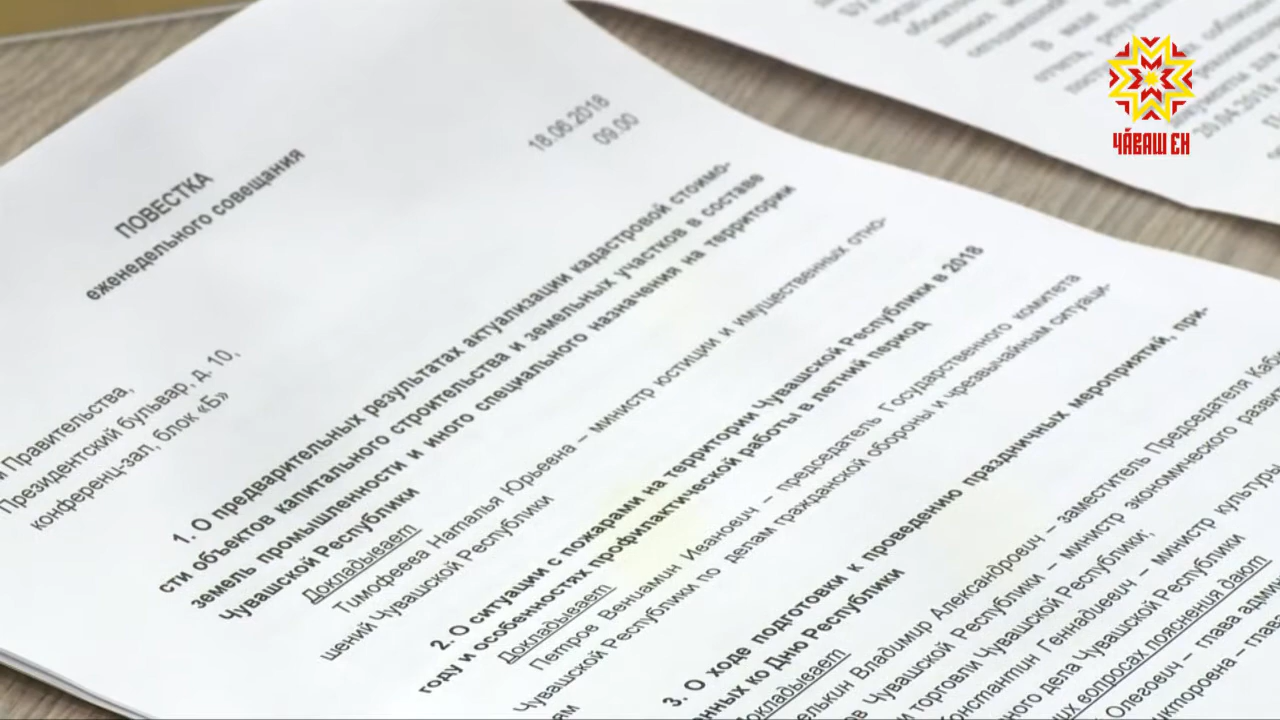 ЧĂВАШ ЕН
18.06.2018
09.00
ПОВЕСТКА
еженедельного совещания
Правительства,
Президентский бульвар, д. 10,
конференц-зал, блок «Б»
1. О предварительных результатах актуализации кадастровой стоимо-
сти объектов капитального строительства и земельных участков в составе
земель промышленности и иного специального назначения на территории
Чувашской Республики
Докладывает
Тимофеева Наталья Юрьевна – министр юстиции и имущественных отно-
шений Чувашской Республики
2. О ситуации с пожарами на территории Чувашской Республики в 2018
году и особенностях профилактической работы в летний период
Докладывает
Петров Вениамин Иванович – председатель Государственного комитета
Чувашской Республики по делам гражданской обороны и чрезвычайным ситуаци-
3. О ходе подготовки к проведению праздничных мероприятий, при-
енных ко Дню Республики
Владимир Александрович – заместитель Председателя
Чувашской Республики – министр экономического
и торговли Чувашской Республики;
Константин Геннадиевич – министр культуры
дела Чувашской Республики
вопросах пояснения дают
Олегович – глава
– глава
20.04.2018